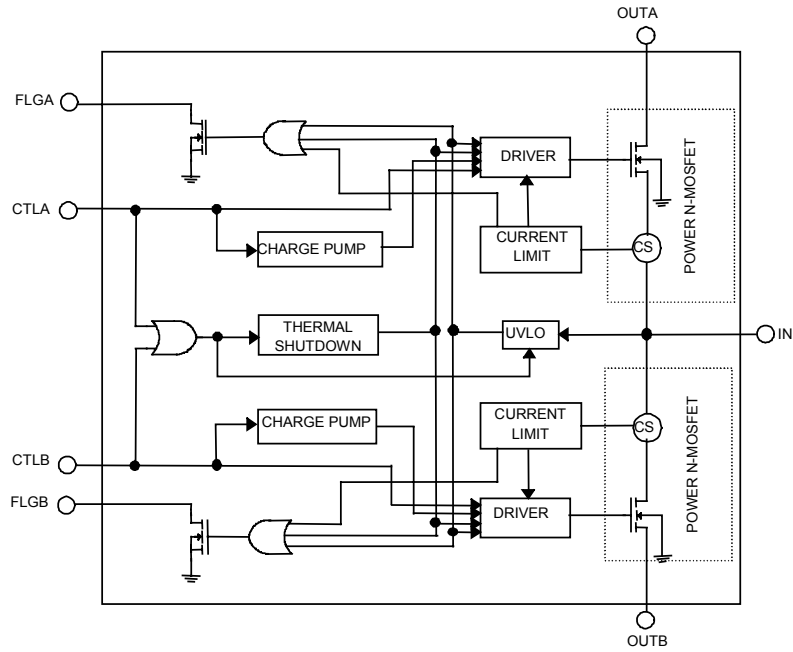 OUTA
FLGA
DRIVER
POWER N-MOSFET
CTLA
CHARGE PUMP
CURRENT
LIMIT
CS
THERMAL
SHUTDOWN
UVLO
IN
CHARGE PUMP
CURRENT
LIMIT
CS
CTLB
FLGB
DRIVER
POWER N-MOSFET
OUTB